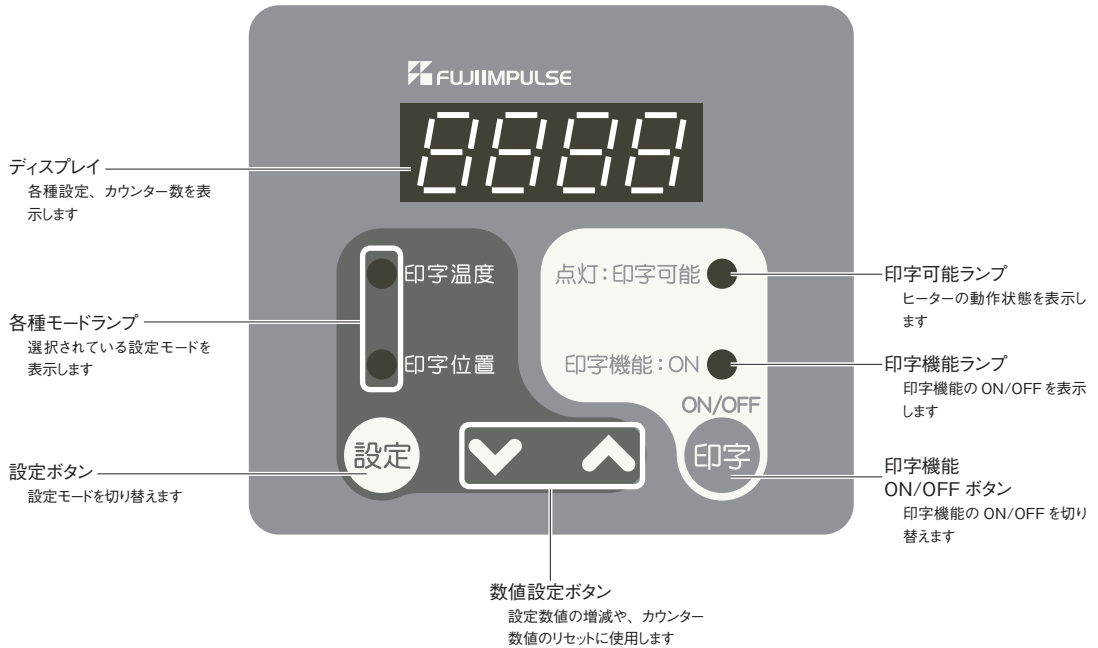 FUJIIMPULSE
8888
ディスプレイ
各種設定、カウンター数を表
示します
各種モードランプ
選択されている設定モードを
表示します
設定ボタン
設定モードを切り替えます
印字温度
印字位置
設定
点灯：印字可能
印字機能：ON
ON/OFF
印字
印字可能ランプ
ヒーターの動作状態を表示し
ます
印字機能ランプ
印字機能の ON/OFF を表示
します
印字機能
ON/OFF ボタン
印字機能の ON/OFF を切り
替えます
数値設定ボタン
設定数値の増減や、カウンター
数値のリセットに使用します